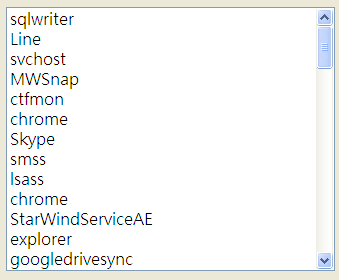 sqlwriter
Line
svchost
MWSnap
ctfmon
chrome
Skype
smss
lsass
chrome
StarWindServiceAE
explorer
googledrivesync